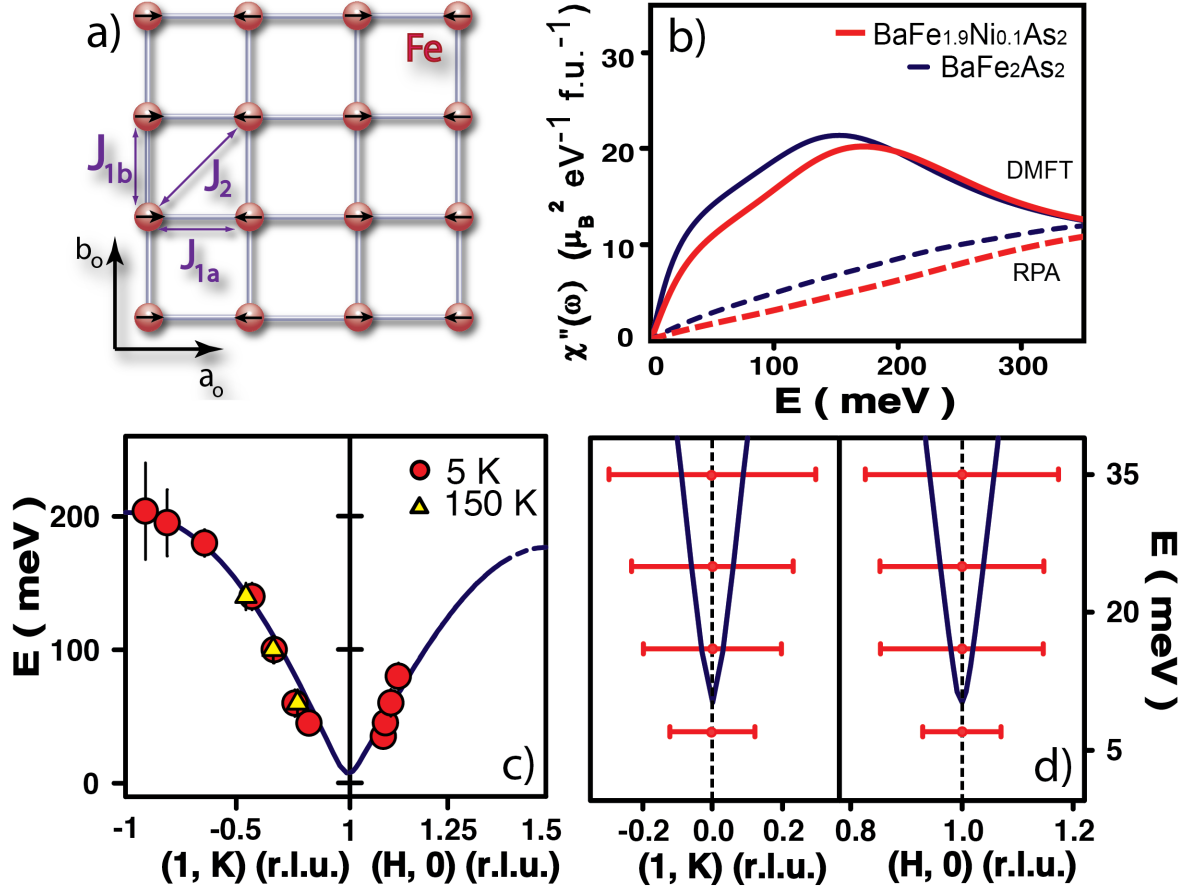 a)
Fe
J1b
J2
J1a
bo
ao
b)
BaFe1.9Ni0.1As2
BaFe2As2
χ"(ω) (μB² eV⁻¹ f.u.⁻¹)
30
20
10
0
DMFT
RPA
0 100 200 300
E ( meV )
5 K
150 K
E ( meV )
200
100
0
c)
-1 -0.5 1 1.25 1.5
(1, K) (r.l.u.) (H, 0) (r.l.u.)
35
20
5
E ( meV )
d)
-0.2 0.0 0.2 0.8 1.0 1.2
(1, K) (r.l.u.) (H, 0) (r.l.u.)